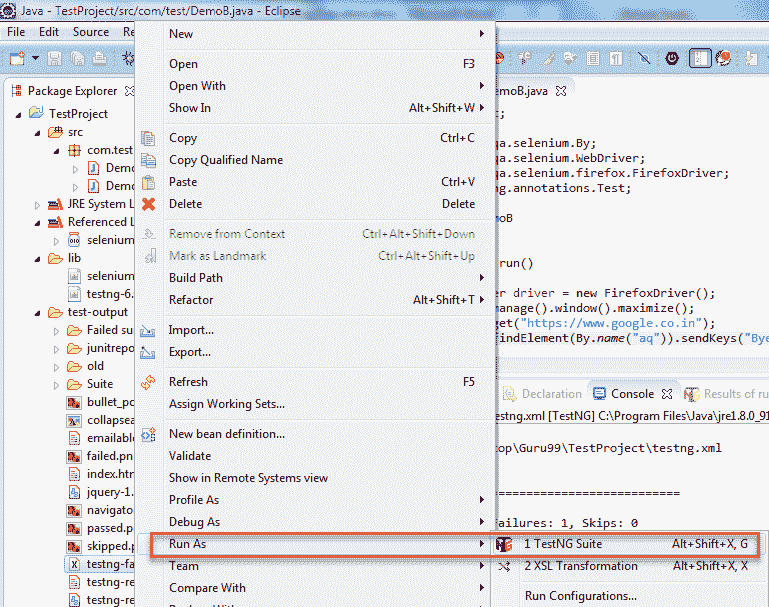 Java - TestProject/src/com/test/DemoB.java - Eclipse
File Edit Source Re
Package Explorer
TestProject
src
com.test
Demo
Demo
JRE System L
Referenced L
selenium
lib
selenium
testng-6.
test-output
Failed su
junitrepo
old
Suite
bullet_po
collapsea
emailable
failed.pn
index.htn
jquery-1.
navigator
passed.p
skipped.p
testng-fa
testng-re
testng-re
New
Open F3
Open With
Show In Alt+Shift+W
Copy Ctrl+C
Copy Qualified Name
Paste Ctrl+V
Delete Delete
Remove from Context Ctrl+Alt+Shift+Down
Mark as Landmark Ctrl+Alt+Shift+Up
Build Path
Refactor Alt+Shift+T
Import...
Export...
Refresh F5
Assign Working Sets...
New bean definition...
Validate
Show in Remote Systems view
Profile As
Debug As
Run As
Team
Compare With
1 TestNG Suite Alt+Shift+X, G
2 XSL Transformation Alt+Shift+X, X
Run Configurations...
emoB.java
t;
qa.selenium.By;
qa.selenium.WebDriver;
qa.selenium.firefox.FirefoxDriver;
ng.annotations.Test;
moB
run()
er driver = new FirefoxDriver();
manage().window().maximize();
get("https://www.google.co.in");
findElement(By.name("aq")).sendKeys("Bye
Declaration Console Results of ru
estng.xml [TestNG] C:\Program Files\Java\jre1.8.0_91
top\Guru99\TestProject\testng.xml
===========================
ailures: 1, Skips: 0